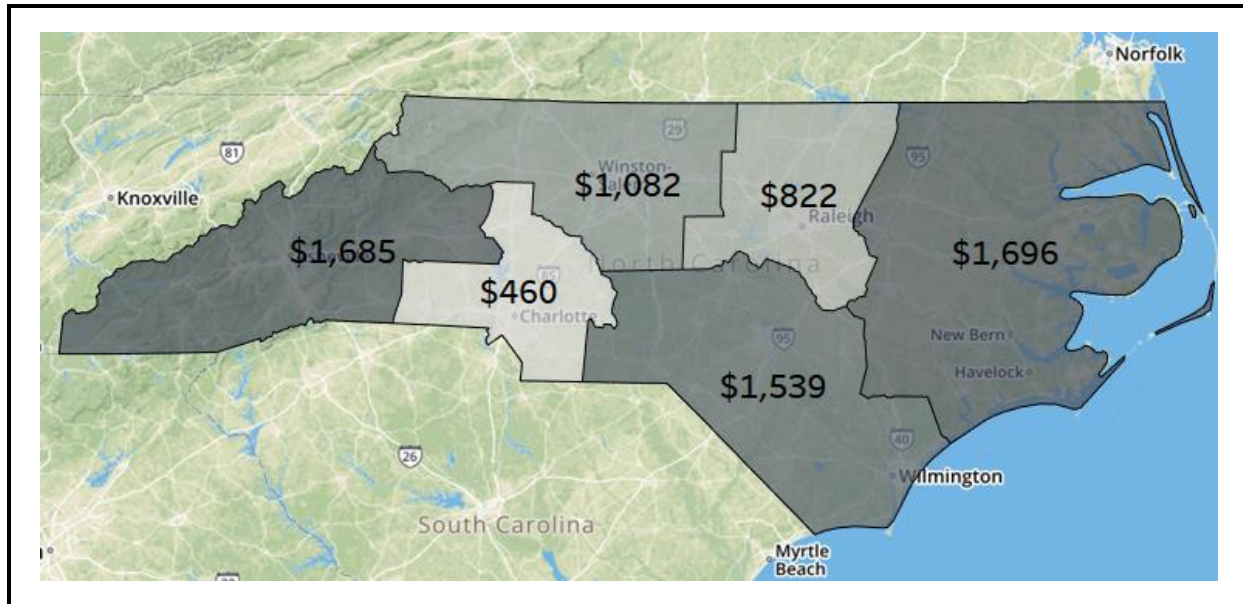 Norfolk
29
81
95
Winston-
$1,082
Knoxville
$822
Raleigh
$1,685
$1,696
North Carolina
85
$460
Charlotte
95
New Bern
$1,539
Havelock
40
26
Wilmington
South Carolina
Myrtle
Beach